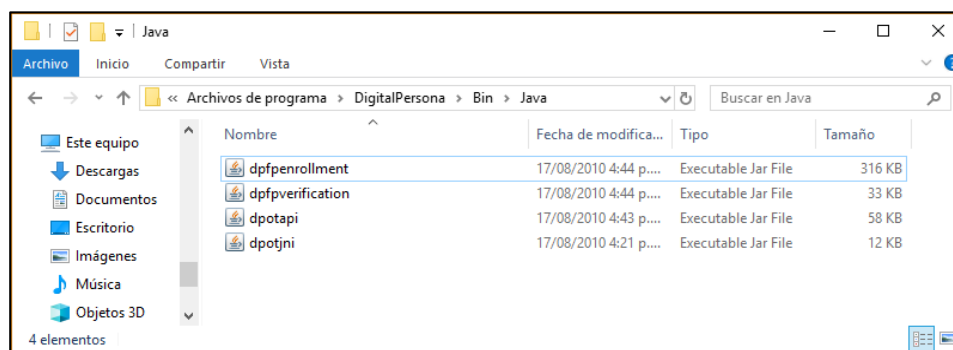 Java
Archivo Inicio Compartir Vista
« Archivos de programa > DigitalPersona > Bin > Java Buscar en Java
Este equipo
Descargas
Documentos
Escritorio
Imágenes
Música
Objetos 3D
Nombre Fecha de modifica... Tipo Tamaño
dpfpenrollment 17/08/2010 4:44 p.... Executable Jar File 316 KB
dpfpverification 17/08/2010 4:44 p.... Executable Jar File 33 KB
dpotapi 17/08/2010 4:43 p.... Executable Jar File 58 KB
dpotjni 17/08/2010 4:21 p.... Executable Jar File 12 KB
4 elementos